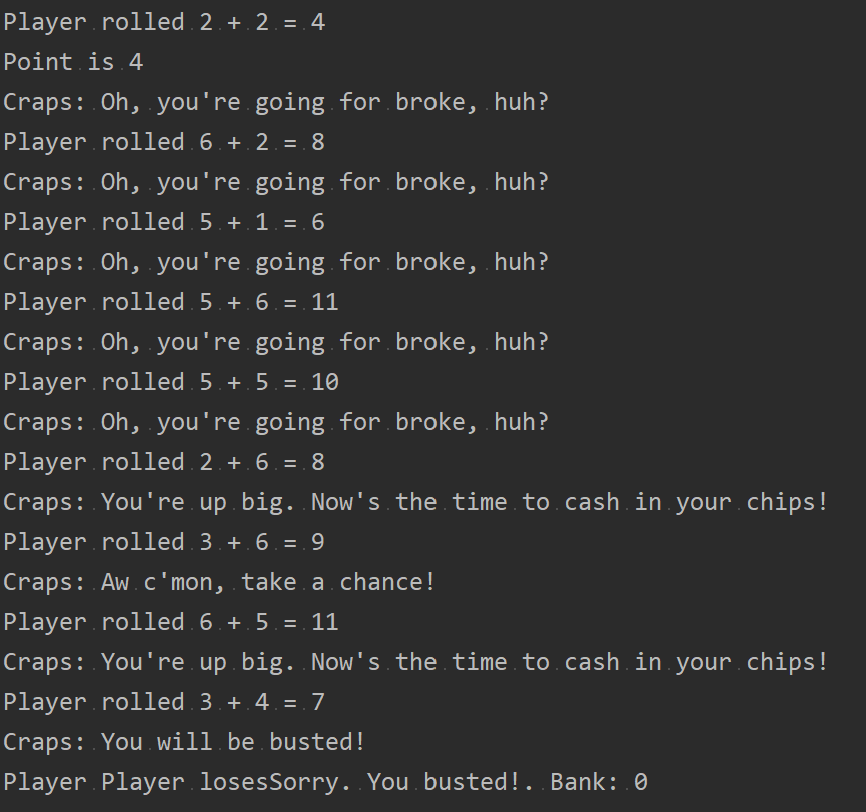 Player rolled 2 + 2 = 4
Point is 4
Craps: Oh, you're going for broke, huh?
Player rolled 6 + 2 = 8
Craps: Oh, you're going for broke, huh?
Player rolled 5 + 1 = 6
Craps: Oh, you're going for broke, huh?
Player rolled 5 + 6 = 11
Craps: Oh, you're going for broke, huh?
Player rolled 5 + 5 = 10
Craps: Oh, you're going for broke, huh?
Player rolled 2 + 6 = 8
Craps: You're up big. Now's the time to cash in your chips!
Player rolled 3 + 6 = 9
Craps: Aw c'mon, take a chance!
Player rolled 6 + 5 = 11
Craps: You're up big. Now's the time to cash in your chips!
Player rolled 3 + 4 = 7
Craps: You will be busted!
Player Player losesSorry. You busted!. Bank: 0